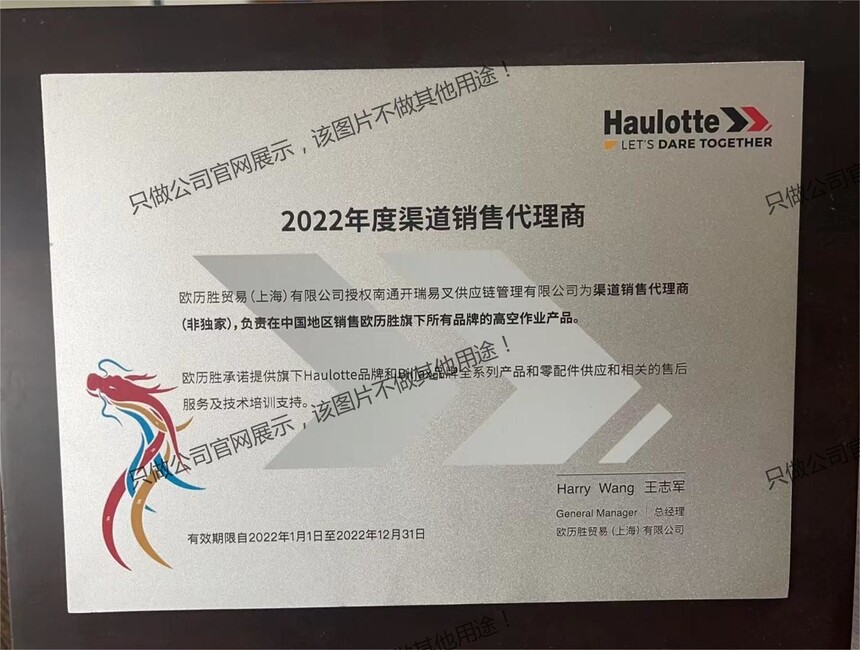 Haulotte
LET'S DARE TOGETHER
只做公司官网展示，该图片不做其他用途！
只做公
2022年度渠道销售代理商
欧历胜贸易（上海）有限公司授权南通开瑞易叉供应链管理有限公司为渠道销售代理商
（非独家），负责在中国地区销售欧历胜旗下所有品牌的高空作业产品。
欧历胜承诺提供旗下Haulotte品牌和品牌全系列产品和零配件供应和相关的售后
服务及技术培训支持。
只做公司官网展示，该图片不做其他用途！
只做公司官
Harry Wang 王志军
General Manager | 总经理
欧历胜贸易（上海）有限公司
有效期限自2022年1月1日至2022年12月31日
做其他用途！